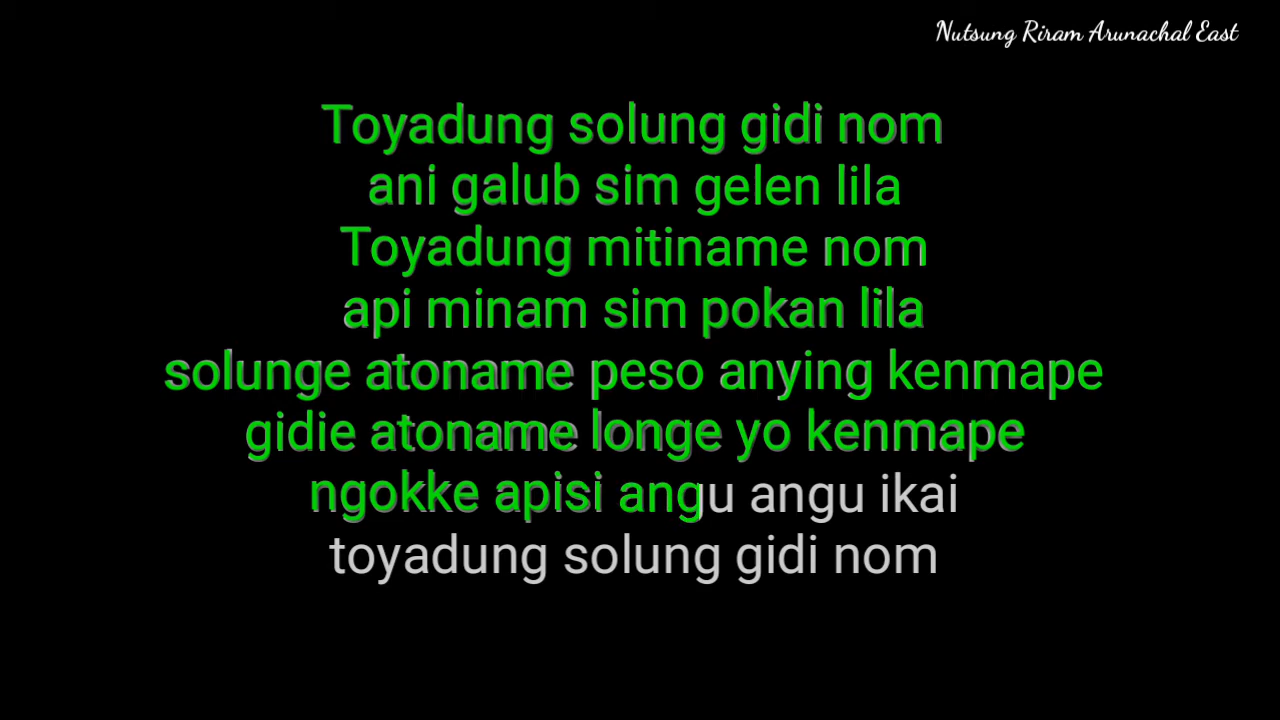 Nutsung Riram Arunachal East
Toyadung solung gidi nom
ani galub sim gelen lila
Toyadung mitiname nom
api minam sim pokan lila
solunge atoname peso anying kenmape
gidie atoname longe yo kenmape
ngokke apisi angu angu ikai
toyadung solung gidi nom